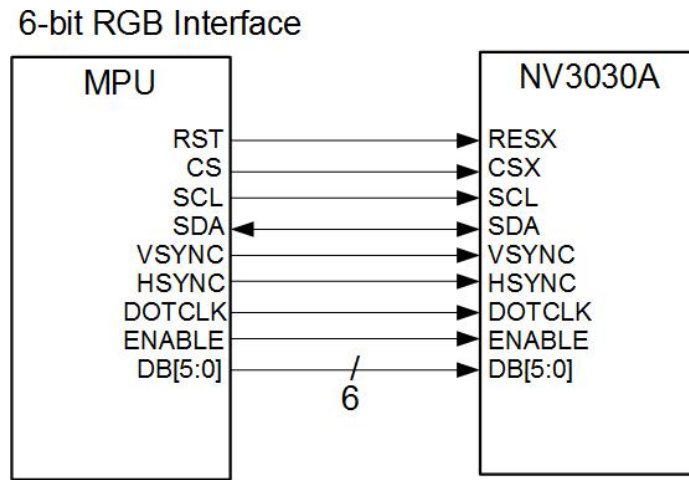 6-bit RGB Interface
MPU
NV3030A
RST RESX
CS CSX
SCL SCL
SDA SDA
VSYNC VSYNC
HSYNC HSYNC
DOTCLK DOTCLK
ENABLE ENABLE
DB[5:0] / DB[5:0]
6